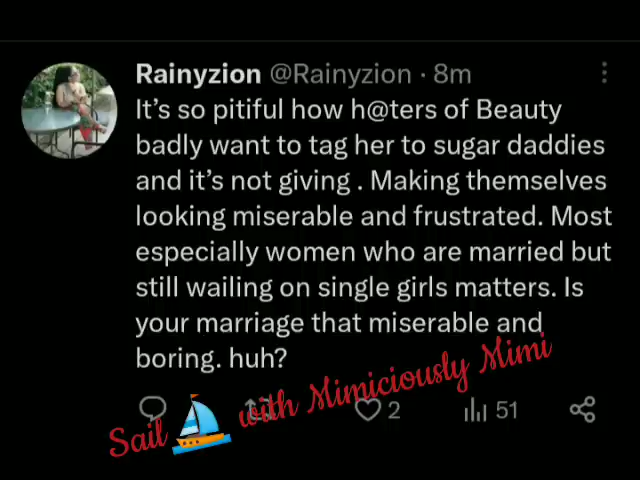 Rainyzion @Rainyzion · 8m
It's so pitiful how h@ters of Beauty
badly want to tag her to sugar daddies
and it's not giving . Making themselves
looking miserable and frustrated. Most
especially women who are married but
still wailing on single girls matters. Is
your marriage that miserable and
boring. huh?
2 51
Sail ⛵ with Mimiciously Mimi